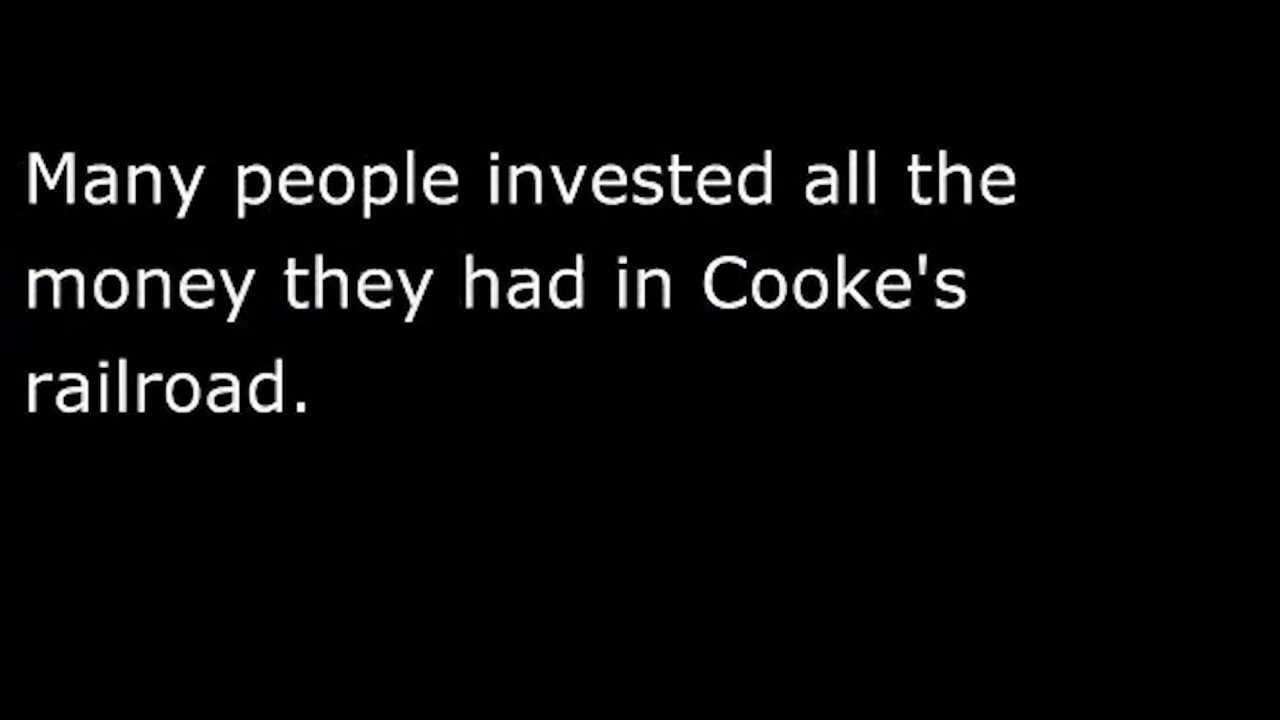 Many people invested all the
money they had in Cooke's
railroad.